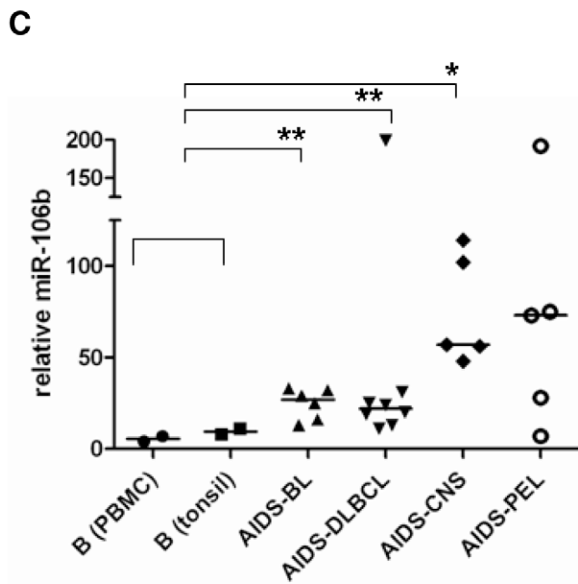 C
*
**
**
200
150
100
50
0
relative miR-106b
B (PBMC)
B (tonsil)
AIDS-BL
AIDS-DLBCL
AIDS-CNS
AIDS-PEL